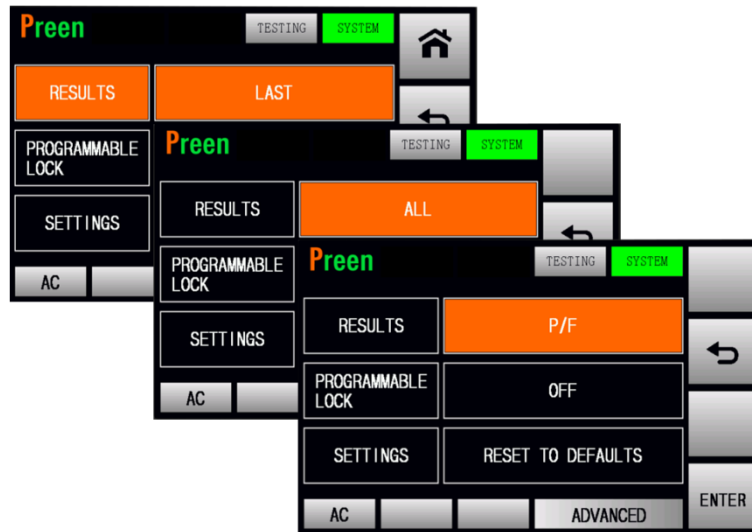 Preen
TESTING
SYSTEM
RESULTS
LAST
PROGRAMMABLE
LOCK
SETTINGS
AC
Preen
TESTING
SYSTEM
RESULTS
ALL
PROGRAMMABLE
LOCK
SETTINGS
AC
Preen
TESTING
SYSTEM
RESULTS
P/F
PROGRAMMABLE
LOCK
OFF
SETTINGS
RESET TO DEFAULTS
AC
ADVANCED
ENTER